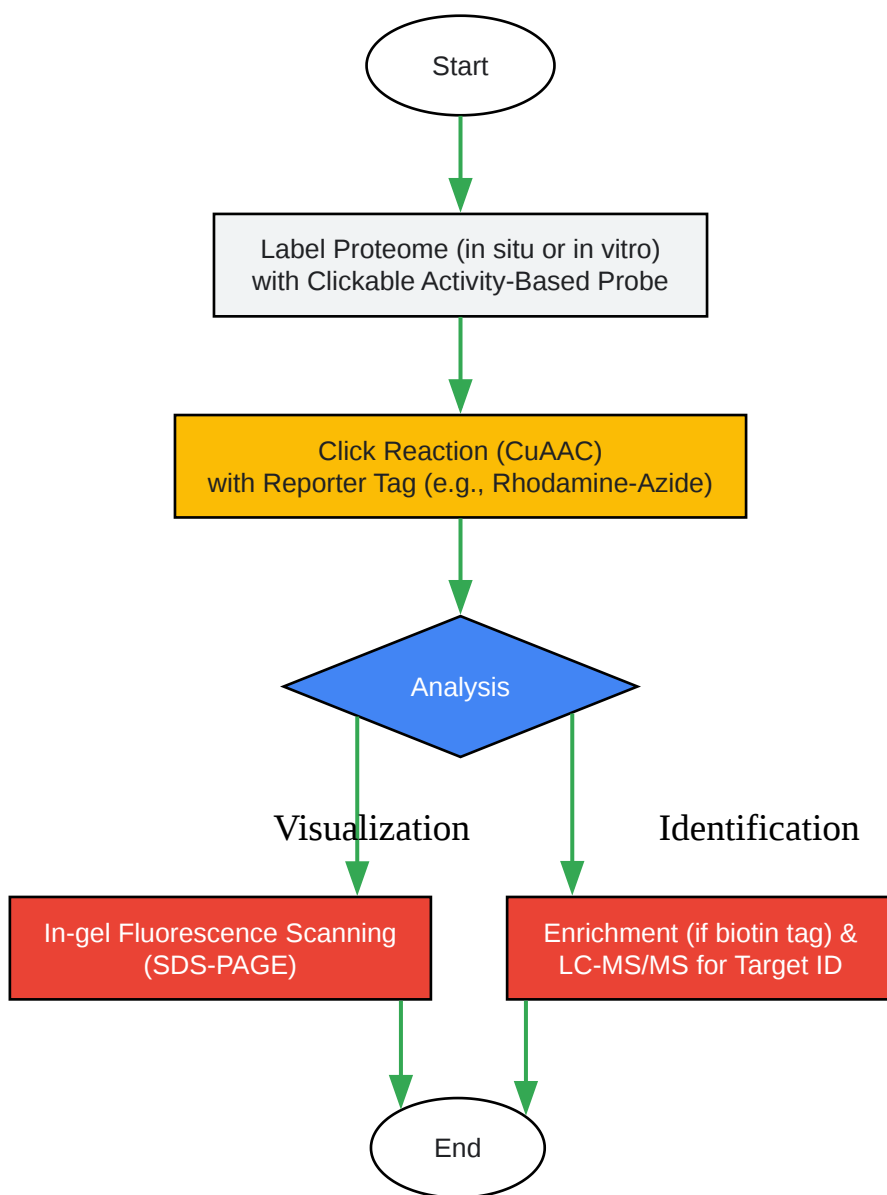 Start
Label Proteome (in situ or in vitro)
with Clickable Activity-Based Probe
Click Reaction (CuAAC)
with Reporter Tag (e.g., Rhodamine-Azide)
Analysis
Visualization
Identification
In-gel Fluorescence Scanning
(SDS-PAGE)
Enrichment (if biotin tag) &
LC-MS/MS for Target ID
End